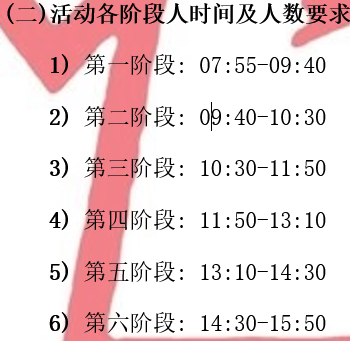 (二)活动各阶段人时间及人数要求
1) 第一阶段: 07:55-09:40
2) 第二阶段: 09:40-10:30
3) 第三阶段: 10:30-11:50
4) 第四阶段: 11:50-13:10
5) 第五阶段: 13:10-14:30
6) 第六阶段: 14:30-15:50